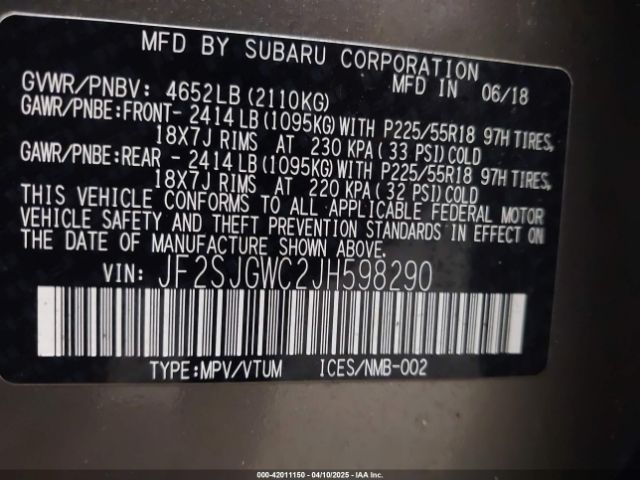 MFD BY SUBARU CORPORATION
GVWR/PNBV: 4652LB(2110KG) MFD IN 06/18
GAWR/PNBE:FRONT- 2414LB(1095KG)WITH P225/55R18 97H TIRES,
18X7J RIMS AT 230 KPA( 33 PSI)COLD
GAWR/PNBE:REAR - 2414LB(1095KG)WITH P225/55R18 97H TIRES,
18X7J RIMS AT 220 KPA( 32 PSI)COLD
THIS VEHICLE CONFORMS TO ALL APPLICABLE FEDERAL MOTOR
VEHICLE SAFETY AND THEFT PREVENTION STANDARDS IN EFFECT ON
THE DATE OF MANUFACTURE SHOWN ABOVE.
VIN: JF2SJGWC2JH598290
TYPE:MPV/VTUM ICES/NMB-002
000-42011150 - 04/10/2025 - IAA Inc.